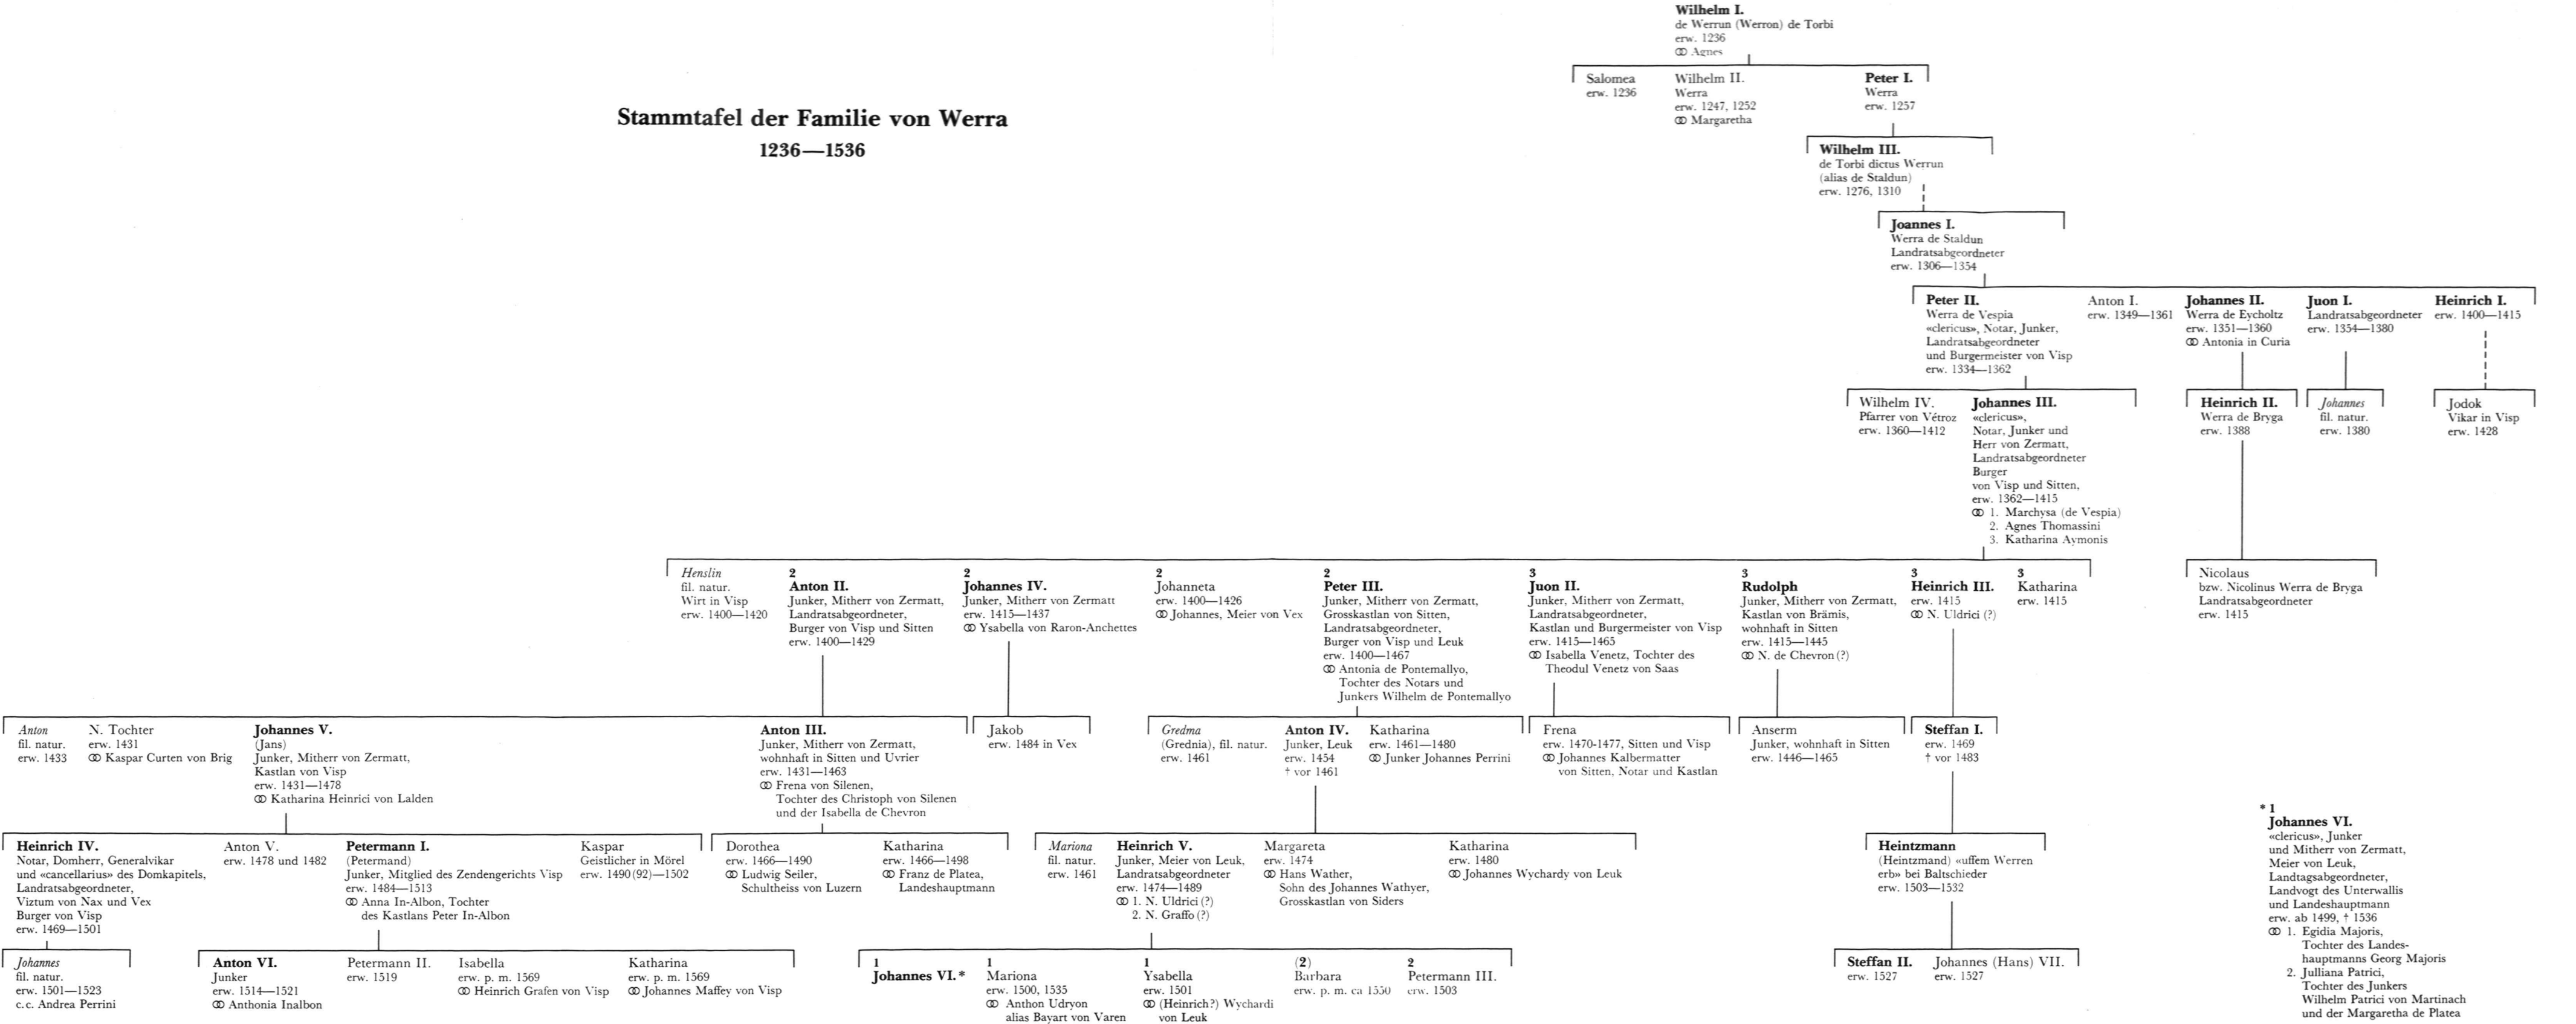 Stammtafel der Familie von Werra
1236—1536
Wilhelm I.
de Werrun (Werron) de Torbi
erw. 1236
⚭ Agnes
Salomea
erw. 1236
Wilhelm II.
Werra
erw. 1247, 1252
⚭ Margaretha
Peter I.
Werra
erw. 1257
Wilhelm III.
de Torbi dictus Werrun
(alias de Staldun)
erw. 1276, 1310
Joannes I.
Werra de Staldun
Landratsabgeordneter
erw. 1306—1354
Peter II.
Werra de Vespia
«clericus», Notar, Junker,
Landratsabgeordneter
und Burgermeister von Visp
erw. 1334—1362
Anton I.
erw. 1349—1361
Johannes II.
Werra de Eycholtz
erw. 1351—1360
⚭ Antonia in Curia
Juon I.
Landratsabgeordneter
erw. 1354—1380
Heinrich I.
erw. 1400—1415
Wilhelm IV.
Pfarrer von Vétroz
erw. 1360—1412
Johannes III.
«clericus»,
Notar, Junker und
Herr von Zermatt,
Landratsabgeordneter
Burger
von Visp und Sitten,
erw. 1362—1415
⚭ 1. Marchysa (de Vespia)
2. Agnes Thomassini
3. Katharina Aymonis
Heinrich II.
Werra de Bryga
erw. 1388
Johannes
fil. natur.
erw. 1380
Jodok
Vikar in Visp
erw. 1428
Henslin
fil. natur.
Wirt in Visp
erw. 1400—1420
2
Anton II.
Junker, Mitherr von Zermatt,
Landratsabgeordneter,
Burger von Visp und Sitten
erw. 1400—1429
2
Johannes IV.
Junker, Mitherr von Zermatt
erw. 1415—1437
⚭ Ysabella von Raron-Anchettes
2
Johanneta
erw. 1400—1426
⚭ Johannes, Meier von Vex
2
Peter III.
Junker, Mitherr von Zermatt,
Grosskastlan von Sitten,
Landratsabgeordneter,
Burger von Visp und Leuk
erw. 1400—1467
⚭ Antonia de Pontemallyo,
Tochter des Notars und
Junkers Wilhelm de Pontemallyo
3
Juon II.
Junker, Mitherr von Zermatt,
Landratsabgeordneter,
Kastlan und Burgermeister von Visp
erw. 1415—1465
⚭ Isabella Venetz, Tochter des
Theodul Venetz von Saas
3
Rudolph
Junker, Mitherr von Zermatt,
Kastlan von Brämis,
wohnhaft in Sitten
erw. 1415—1445
⚭ N. de Chevron (?)
3
Heinrich III.
erw. 1415
⚭ N. Uldrici (?)
3
Katharina
erw. 1415
Nicolaus
bzw. Nicolinus Werra de Bryga
Landratsabgeordneter
erw. 1415
Anton
fil. natur.
erw. 1433
N. Tochter
erw. 1431
⚭ Kaspar Curten von Brig
Johannes V.
(Jans)
Junker, Mitherr von Zermatt,
Kastlan von Visp
erw. 1431—1478
⚭ Katharina Heinrici von Lalden
Anton III.
Junker, Mitherr von Zermatt,
wohnhaft in Sitten und Uvrier
erw. 1431—1463
⚭ Frena von Silenen,
Tochter des Christoph von Silenen
und der Isabella de Chevron
Jakob
erw. 1484 in Vex
Gredma
(Grednia), fil. natur.
erw. 1461
Anton IV.
Junker, Leuk
erw. 1454
† vor 1461
Katharina
erw. 1461—1480
⚭ Junker Johannes Perrini
Frena
erw. 1470-1477, Sitten und Visp
⚭ Johannes Kalbermatter
von Sitten, Notar und Kastlan
Anserm
Junker, wohnhaft in Sitten
erw. 1446—1465
Steffan I.
erw. 1469
† vor 1483
Heinrich IV.
Notar, Domherr, Generalvikar
und «cancellarius» des Domkapitels,
Landratsabgeordneter,
Viztum von Nax und Vex
Burger von Visp
erw. 1469—1501
Anton V.
erw. 1478 und 1482
Petermann I.
(Petermand)
Junker, Mitglied des Zendengerichts Visp
erw. 1484—1513
⚭ Anna In-Albon, Tochter
des Kastlans Peter In-Albon
Kaspar
Geistlicher in Mörel
erw. 1490(92)—1502
Dorothea
erw. 1466—1490
⚭ Ludwig Seiler,
Schultheiss von Luzern
Katharina
erw. 1466—1498
⚭ Franz de Platea,
Landeshauptmann
Mariona
fil. natur.
erw. 1461
Heinrich V.
Junker, Meier von Leuk,
Landratsabgeordneter
erw. 1474—1489
⚭ 1. N. Uldrici (?)
2. N. Graffo (?)
Margareta
erw. 1474
⚭ Hans Wather,
Sohn des Johannes Wathyer,
Grosskastlan von Siders
Katharina
erw. 1480
⚭ Johannes Wychardy von Leuk
Heintzmann
(Heintzmand) «uffem Werren
erb» bei Baltschieder
erw. 1503—1532
Johannes
fil. natur.
erw. 1501—1523
c.c. Andrea Perrini
Anton VI.
Junker
erw. 1514—1521
⚭ Anthonia Inalbon
Petermann II.
erw. 1519
Isabella
erw. p. m. 1569
⚭ Heinrich Grafen von Visp
Katharina
erw. p. m. 1569
⚭ Johannes Maffey von Visp
1
Johannes VI.*
1
Mariona
erw. 1500, 1535
⚭ Anthon Udryon
alias Bayart von Varen
1
Ysabella
erw. 1501
⚭ (Heinrich?) Wychardi
von Leuk
(2)
Barbara
erw. p. m. ca 1550
2
Petermann III.
erw. 1503
Steffan II.
erw. 1527
Johannes (Hans) VII.
erw. 1527
* 1
Johannes VI.
«clericus», Junker
und Mitherr von Zermatt,
Meier von Leuk,
Landtagsabgeordneter,
Landvogt des Unterwallis
und Landeshauptmann
erw. ab 1499, † 1536
⚭ 1. Egidia Majoris,
Tochter des Landes-
hauptmanns Georg Majoris
2. Julliana Patrici,
Tochter des Junkers
Wilhelm Patrici von Martinach
und der Margaretha de Platea